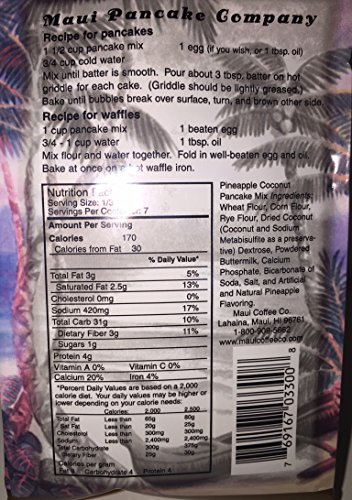 Maui Pancake Company
Recipe for pancakes
1 1/2 cup pancake mix 1 egg (if you wish, or 1 tbsp. oil)
3/4 cup cold water
Mix until batter is smooth. Pour about 3 tbsp, batter on hot
griddle for each cake. (Griddle should be lightly greased.)
Bake until bubbles break over surface, turn, and brown other side.
Recipe for waffles
1 cup pancake mix 1 beaten egg
3/4 - 1 cup water 1 tbsp. oil
Mix flour and water together. Fold in well-beaten egg and oil.
Bake at once on a hot waffle iron.
Nutrition Facts
Serving Size: 1/3
Servings Per 7
Amount Per Serving
Calories 170
Calories from Fat 30
% Daily Value*
Total Fat 3g 5%
Saturated Fat 2.5g 13%
Cholesterol 0mg 0%
Sodium 420mg 17%
Total Carb 31g 10%
Dietary Fiber 3g 11%
Sugars 1g
Protein 4g
Vitamin A 0% Vitamin C 0%
Calcium 20% Iron 4%
*Percent Daily Values are based on a 2,000
calorie diet. Your daily values may be higher or
lower depending on your calorie needs:
Calories: 2,000 2,500
Total Fat Less than 65g 80g
Sat Fat Less than 20g 25g
Cholesterol Less than 300mg 300mg
Sodium Less than 2,400mg 2,400mg
Total Carbohydrate 300g 375g
Dietary Fiber 25g 30g
Calories per gram
Fat 9 Carbohydrate 4 Protein 4
Pineapple Coconut
Pancake Mix Ingredients:
Wheat Flour, Corn Flour,
Rye Flour, Dried Coconut
(Coconut and Sodium
Metabisulfite as a preserva-
tive) Dextrose, Powdered
Buttermilk, Calcium
Phosphate, Bicarbonate of
Soda, Salt, and Artificial
and Natural Pineapple
Flavoring.
Maui Coffee Co.
Lahaina, Maui, HI 96761
1-800-909-5662
www.mauicoffeeco.com
7 69167 03300 8